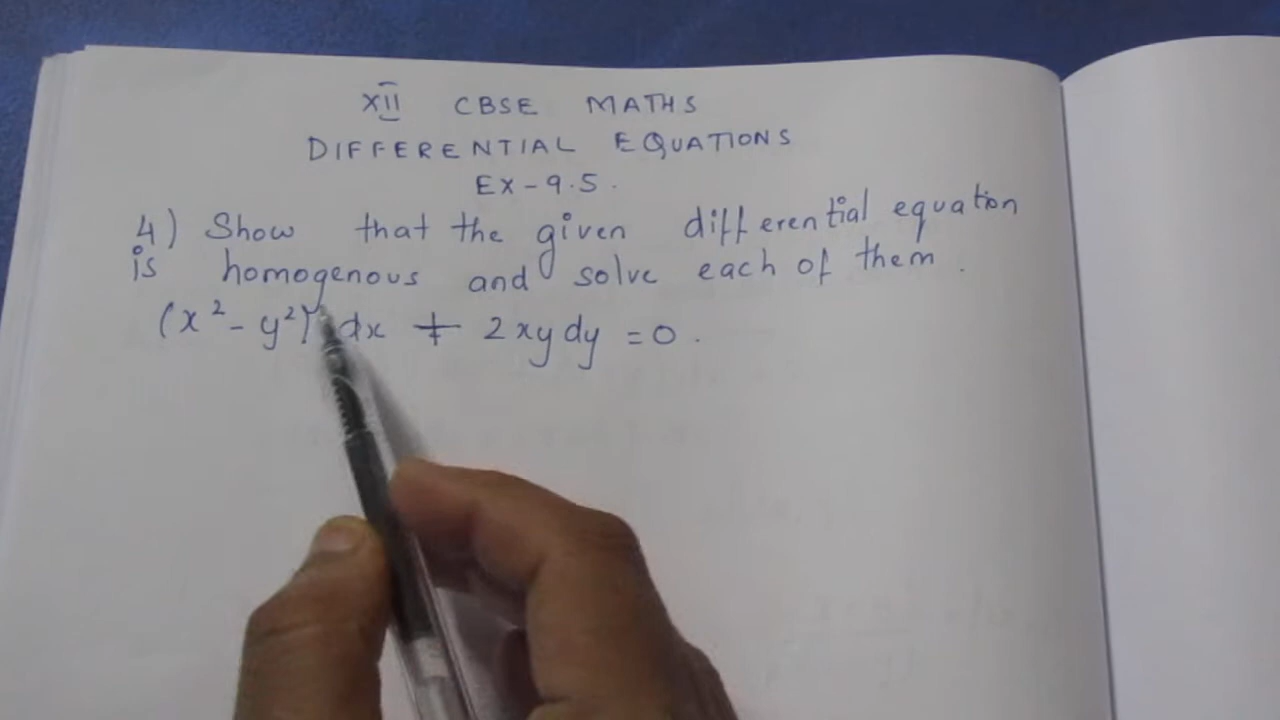 XII CBSE MATHS
DIFFERENTIAL EQUATIONS
EX-9.5.
4) Show that the given differential equation
is homogenous and solve each of them.
(x² - y²) dx + 2xy dy = 0.